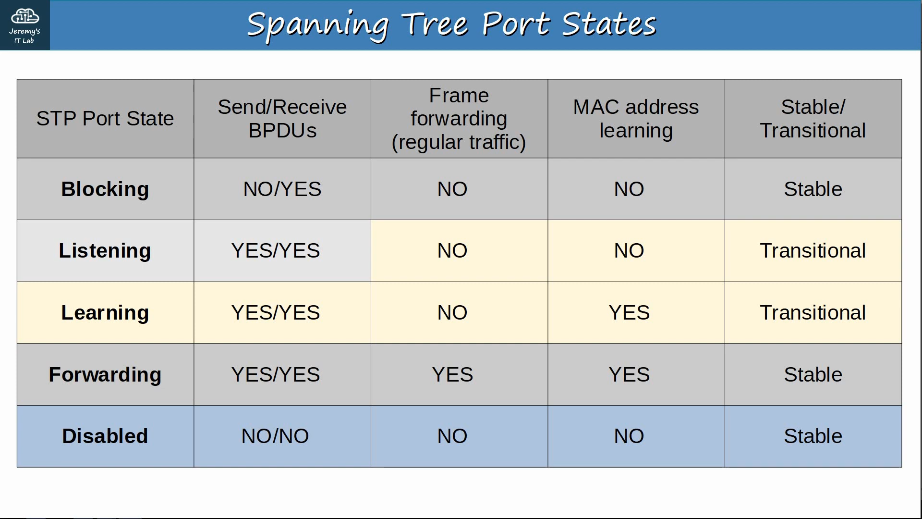 Jeremy's
IT Lab
Spanning Tree Port States
STP Port State
Send/Receive
BPDUs
Frame
forwarding
(regular traffic)
MAC address
learning
Stable/
Transitional
Blocking NO/YES NO NO Stable
Listening YES/YES NO NO Transitional
Learning YES/YES NO YES Transitional
Forwarding YES/YES YES YES Stable
Disabled NO/NO NO NO Stable